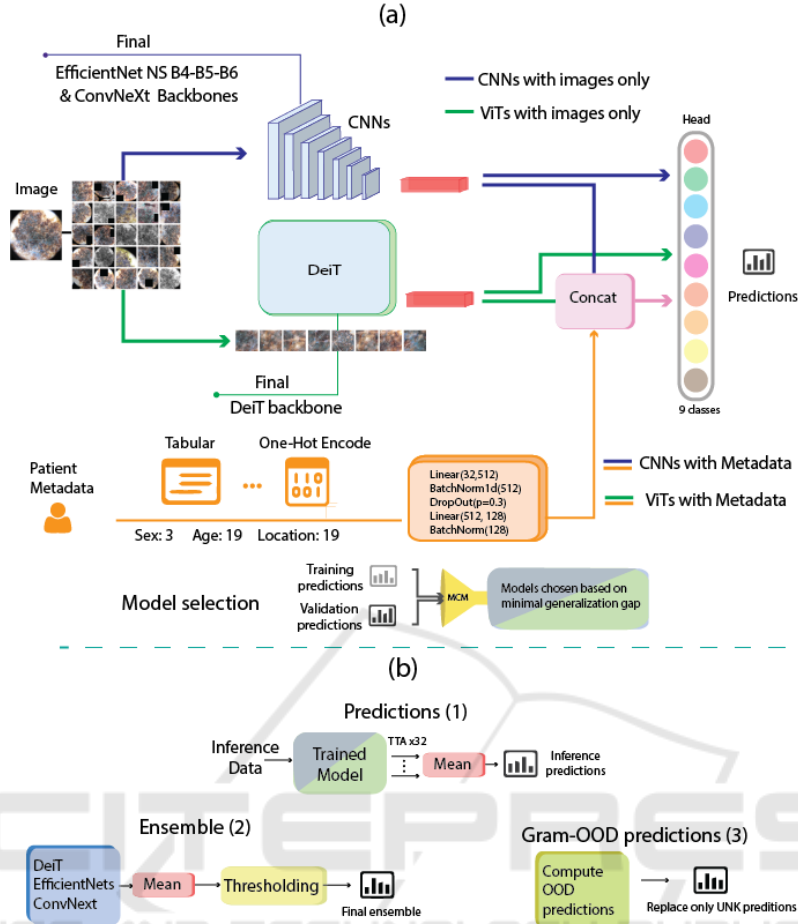 (a)
Final
EfficientNet NS B4-B5-B6
& ConvNeXt Backbones
CNNs
CNNs with images only
ViTs with images only
Head
Image
DeiT
Concat
Predictions
Final
DeiT backbone
9 classes
Patient
Metadata
Tabular
...
One-Hot Encode
110
001
Linear(32,512)
BatchNorm1d(512)
DropOut(p=0.3)
Linear(512, 128)
BatchNorm(128)
CNNs with Metadata
ViTs with Metadata
Sex: 3 Age: 19 Location: 19
Model selection
Training
predictions
Validation
predictions
MCM
Models chosen based on
minimal generalization gap
(b)
Predictions (1)
Inference
Data
Trained
Model
TTA x32
Mean
Inference
predictions
Ensemble (2)
DeiT
EfficientNets
ConvNext
Mean
Thresholding
Final ensemble
Gram-OOD predictions (3)
Compute
OOD
predictions
Replace only UNK preditions
CITEPRES